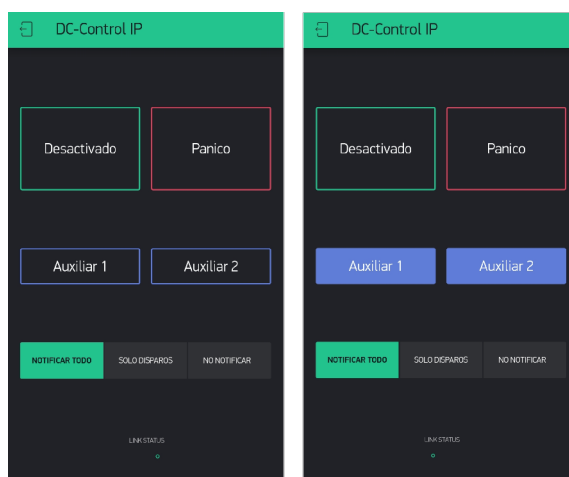 DC-Control IP
Desactivado Panico
Auxiliar 1 Auxiliar 2
NOTIFICAR TODO SOLO DISPAROS NO NOTIFICAR
LINK STATUS
DC-Control IP
Desactivado Panico
Auxiliar 1 Auxiliar 2
NOTIFICAR TODO SOLO DISPAROS NO NOTIFICAR
LINK STATUS